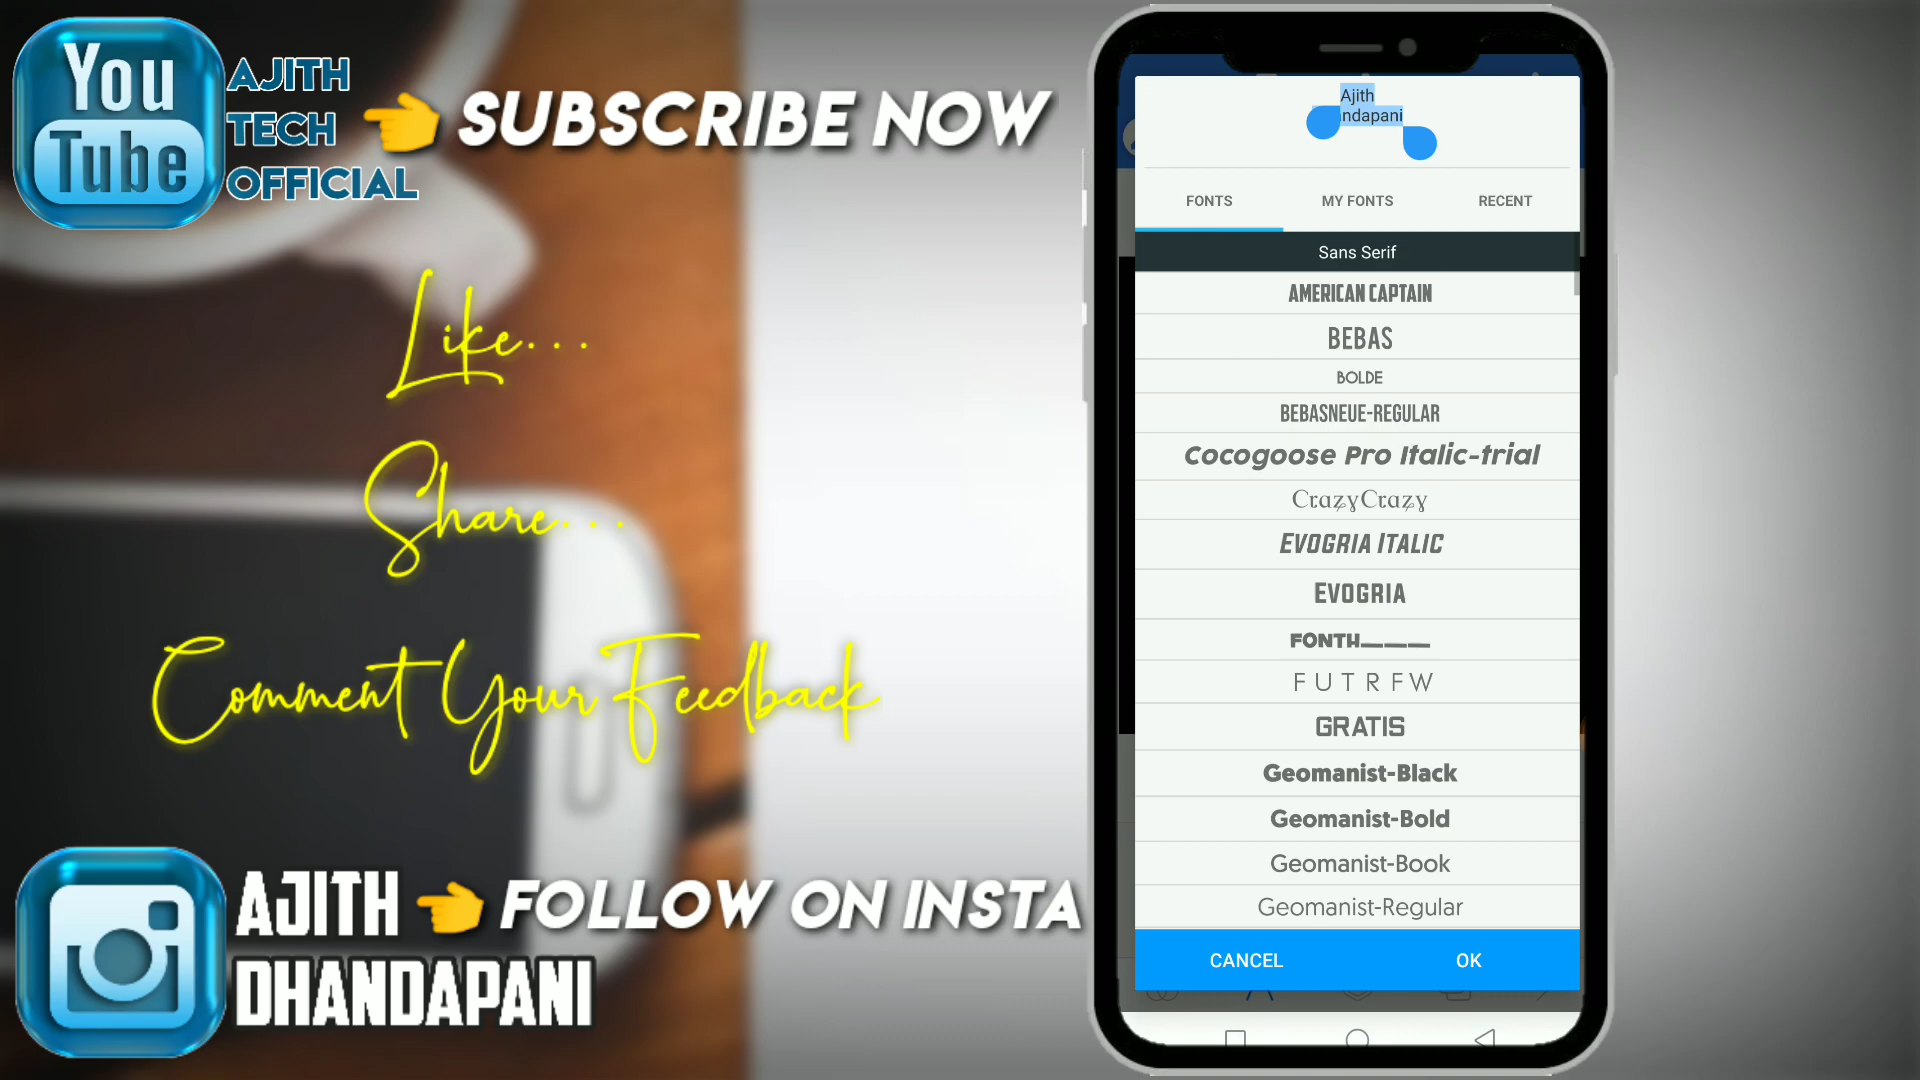 You
Tube
AJITH
TECH
OFFICIAL
SUBSCRIBE NOW
Like...
Share...
Comment Your Feedback
AJITH
DHANDAPANI
FOLLOW ON INSTA
Ajith
ndapani
FONTS
MY FONTS
RECENT
Sans Serif
AMERICAN CAPTAIN
BEBAS
BOLDE
BEBASNEUE-REGULAR
Cocogoose Pro Italic-trial
CrazyCrazy
EVOGRIA ITALIC
EVOGRIA
FONTH___
FUTRFW
GRATIS
Geomanist-Black
Geomanist-Bold
Geomanist-Book
Geomanist-Regular
CANCEL
OK